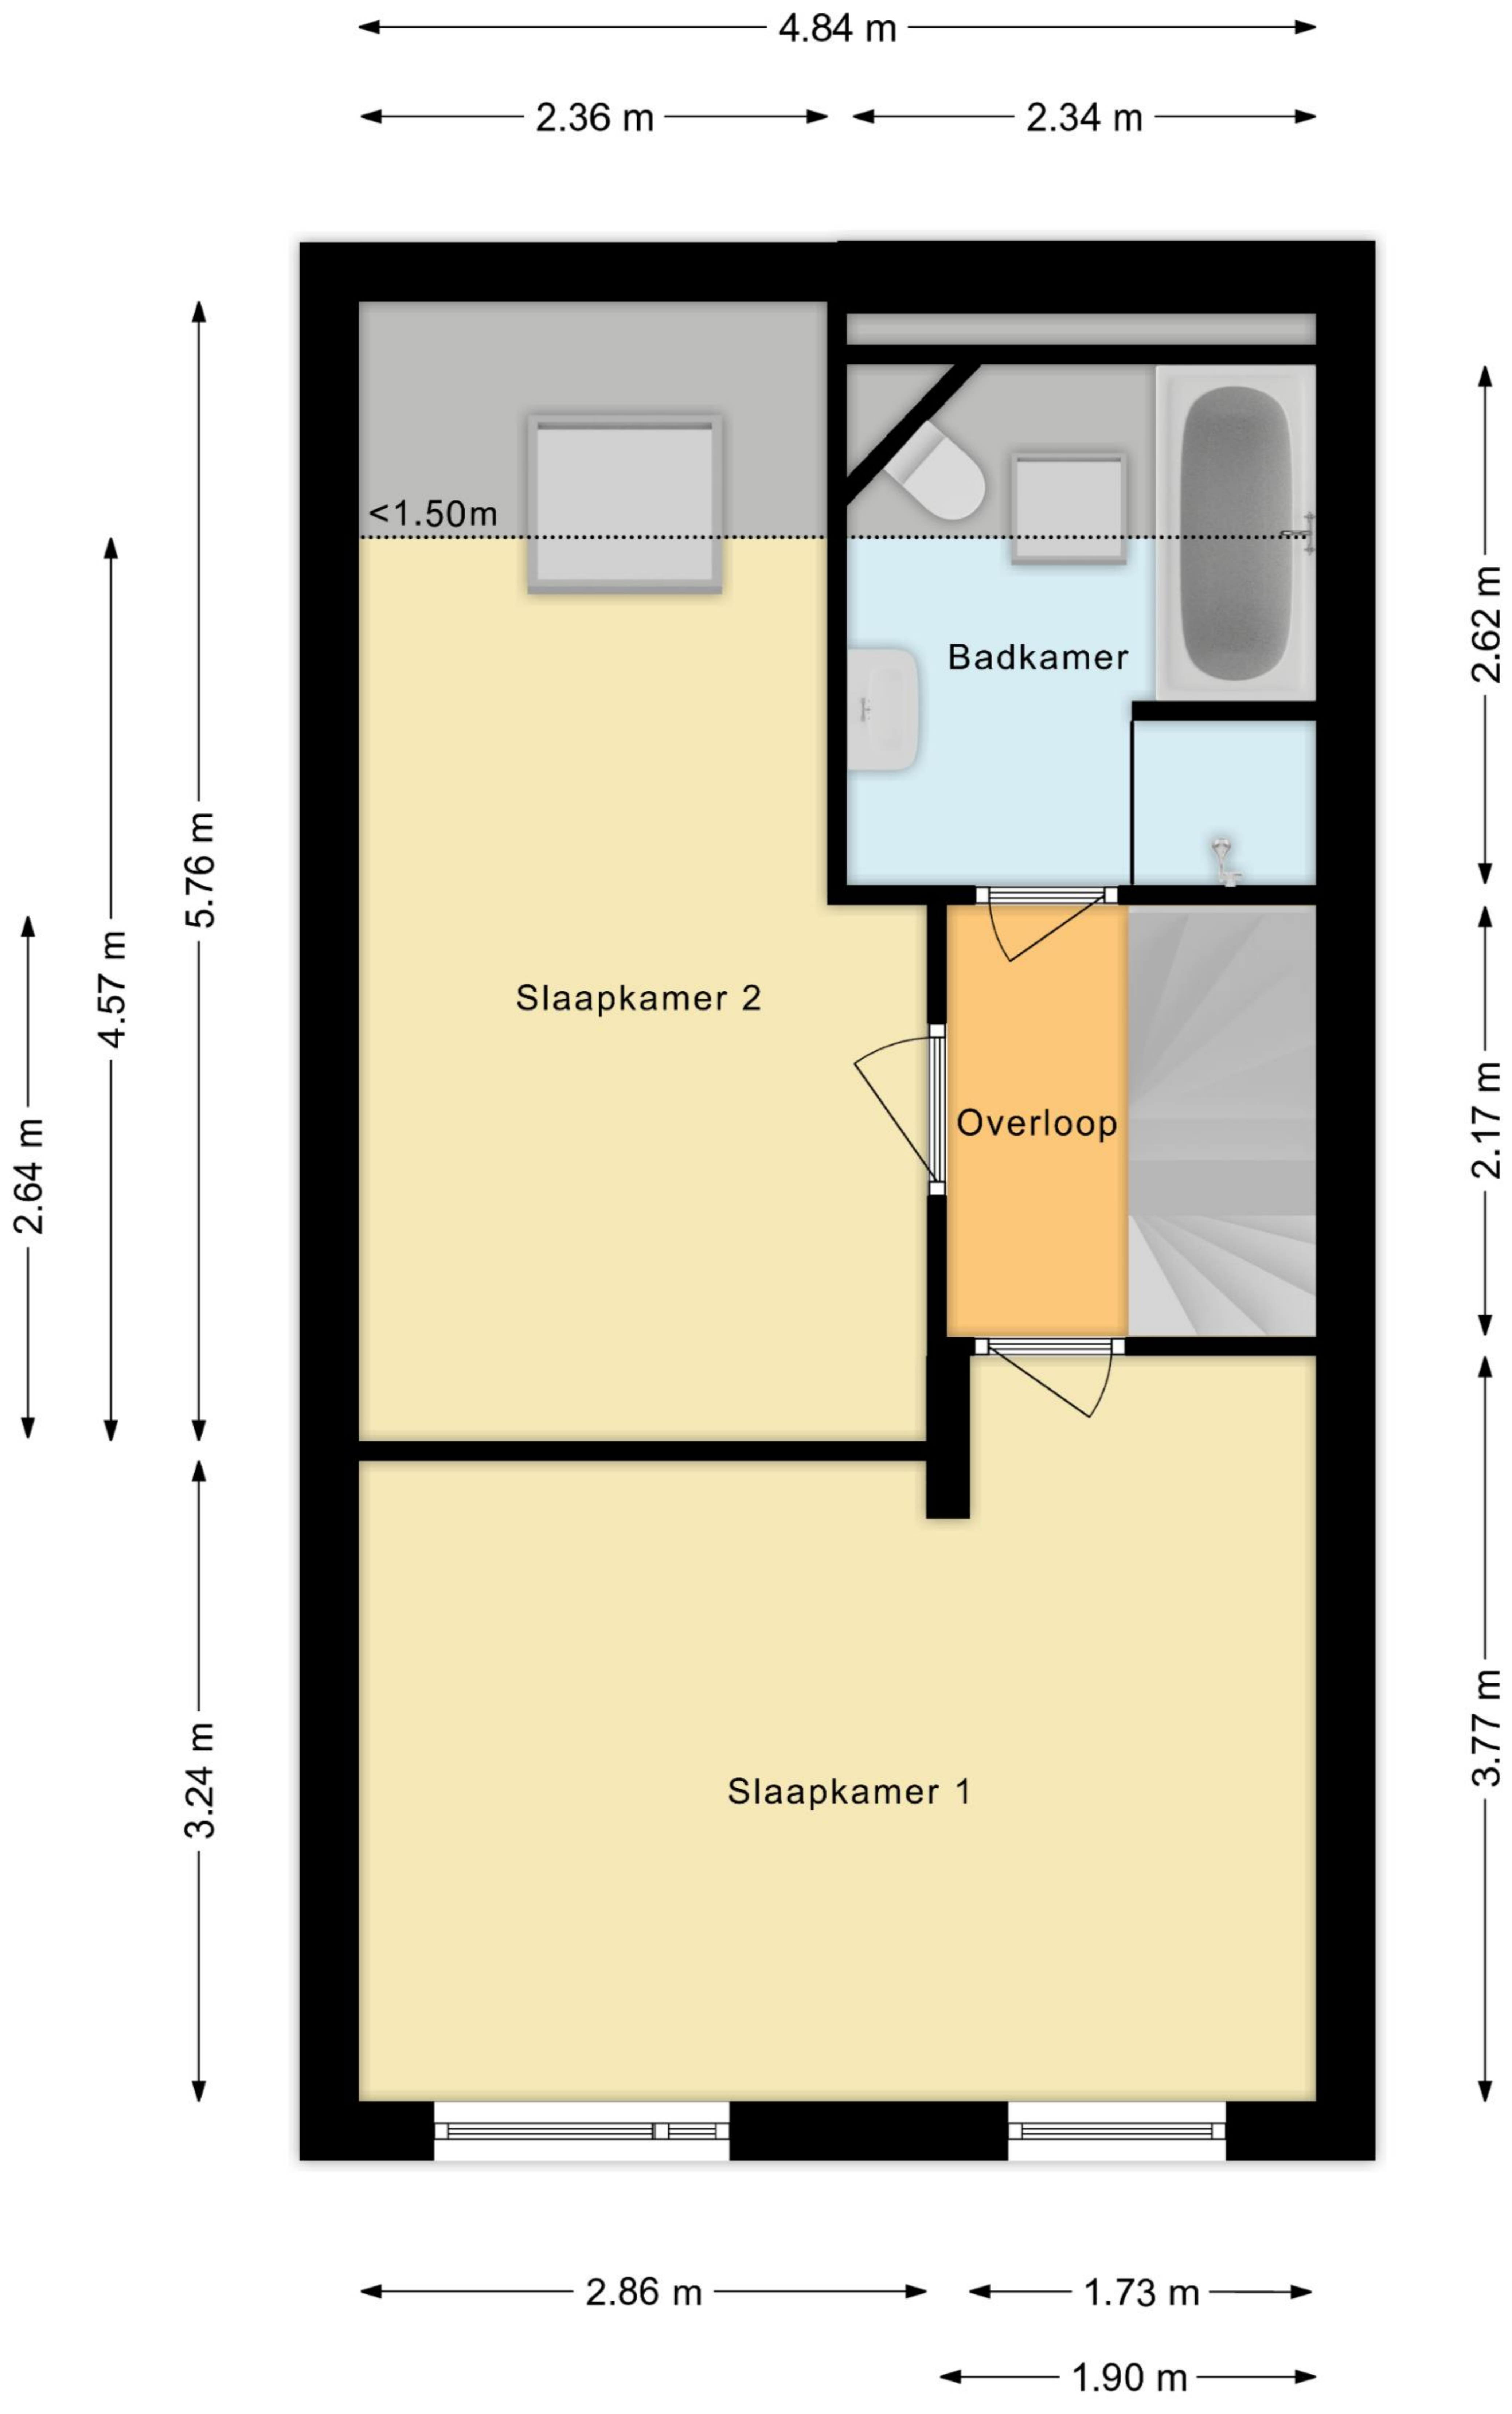 4.84 m
2.36 m
2.34 m
<1.50m
Badkamer
2.62 m
5.76 m
4.57 m
2.64 m
Slaapkamer 2
Overloop
2.17 m
3.24 m
Slaapkamer 1
3.77 m
2.86 m
1.73 m
1.90 m